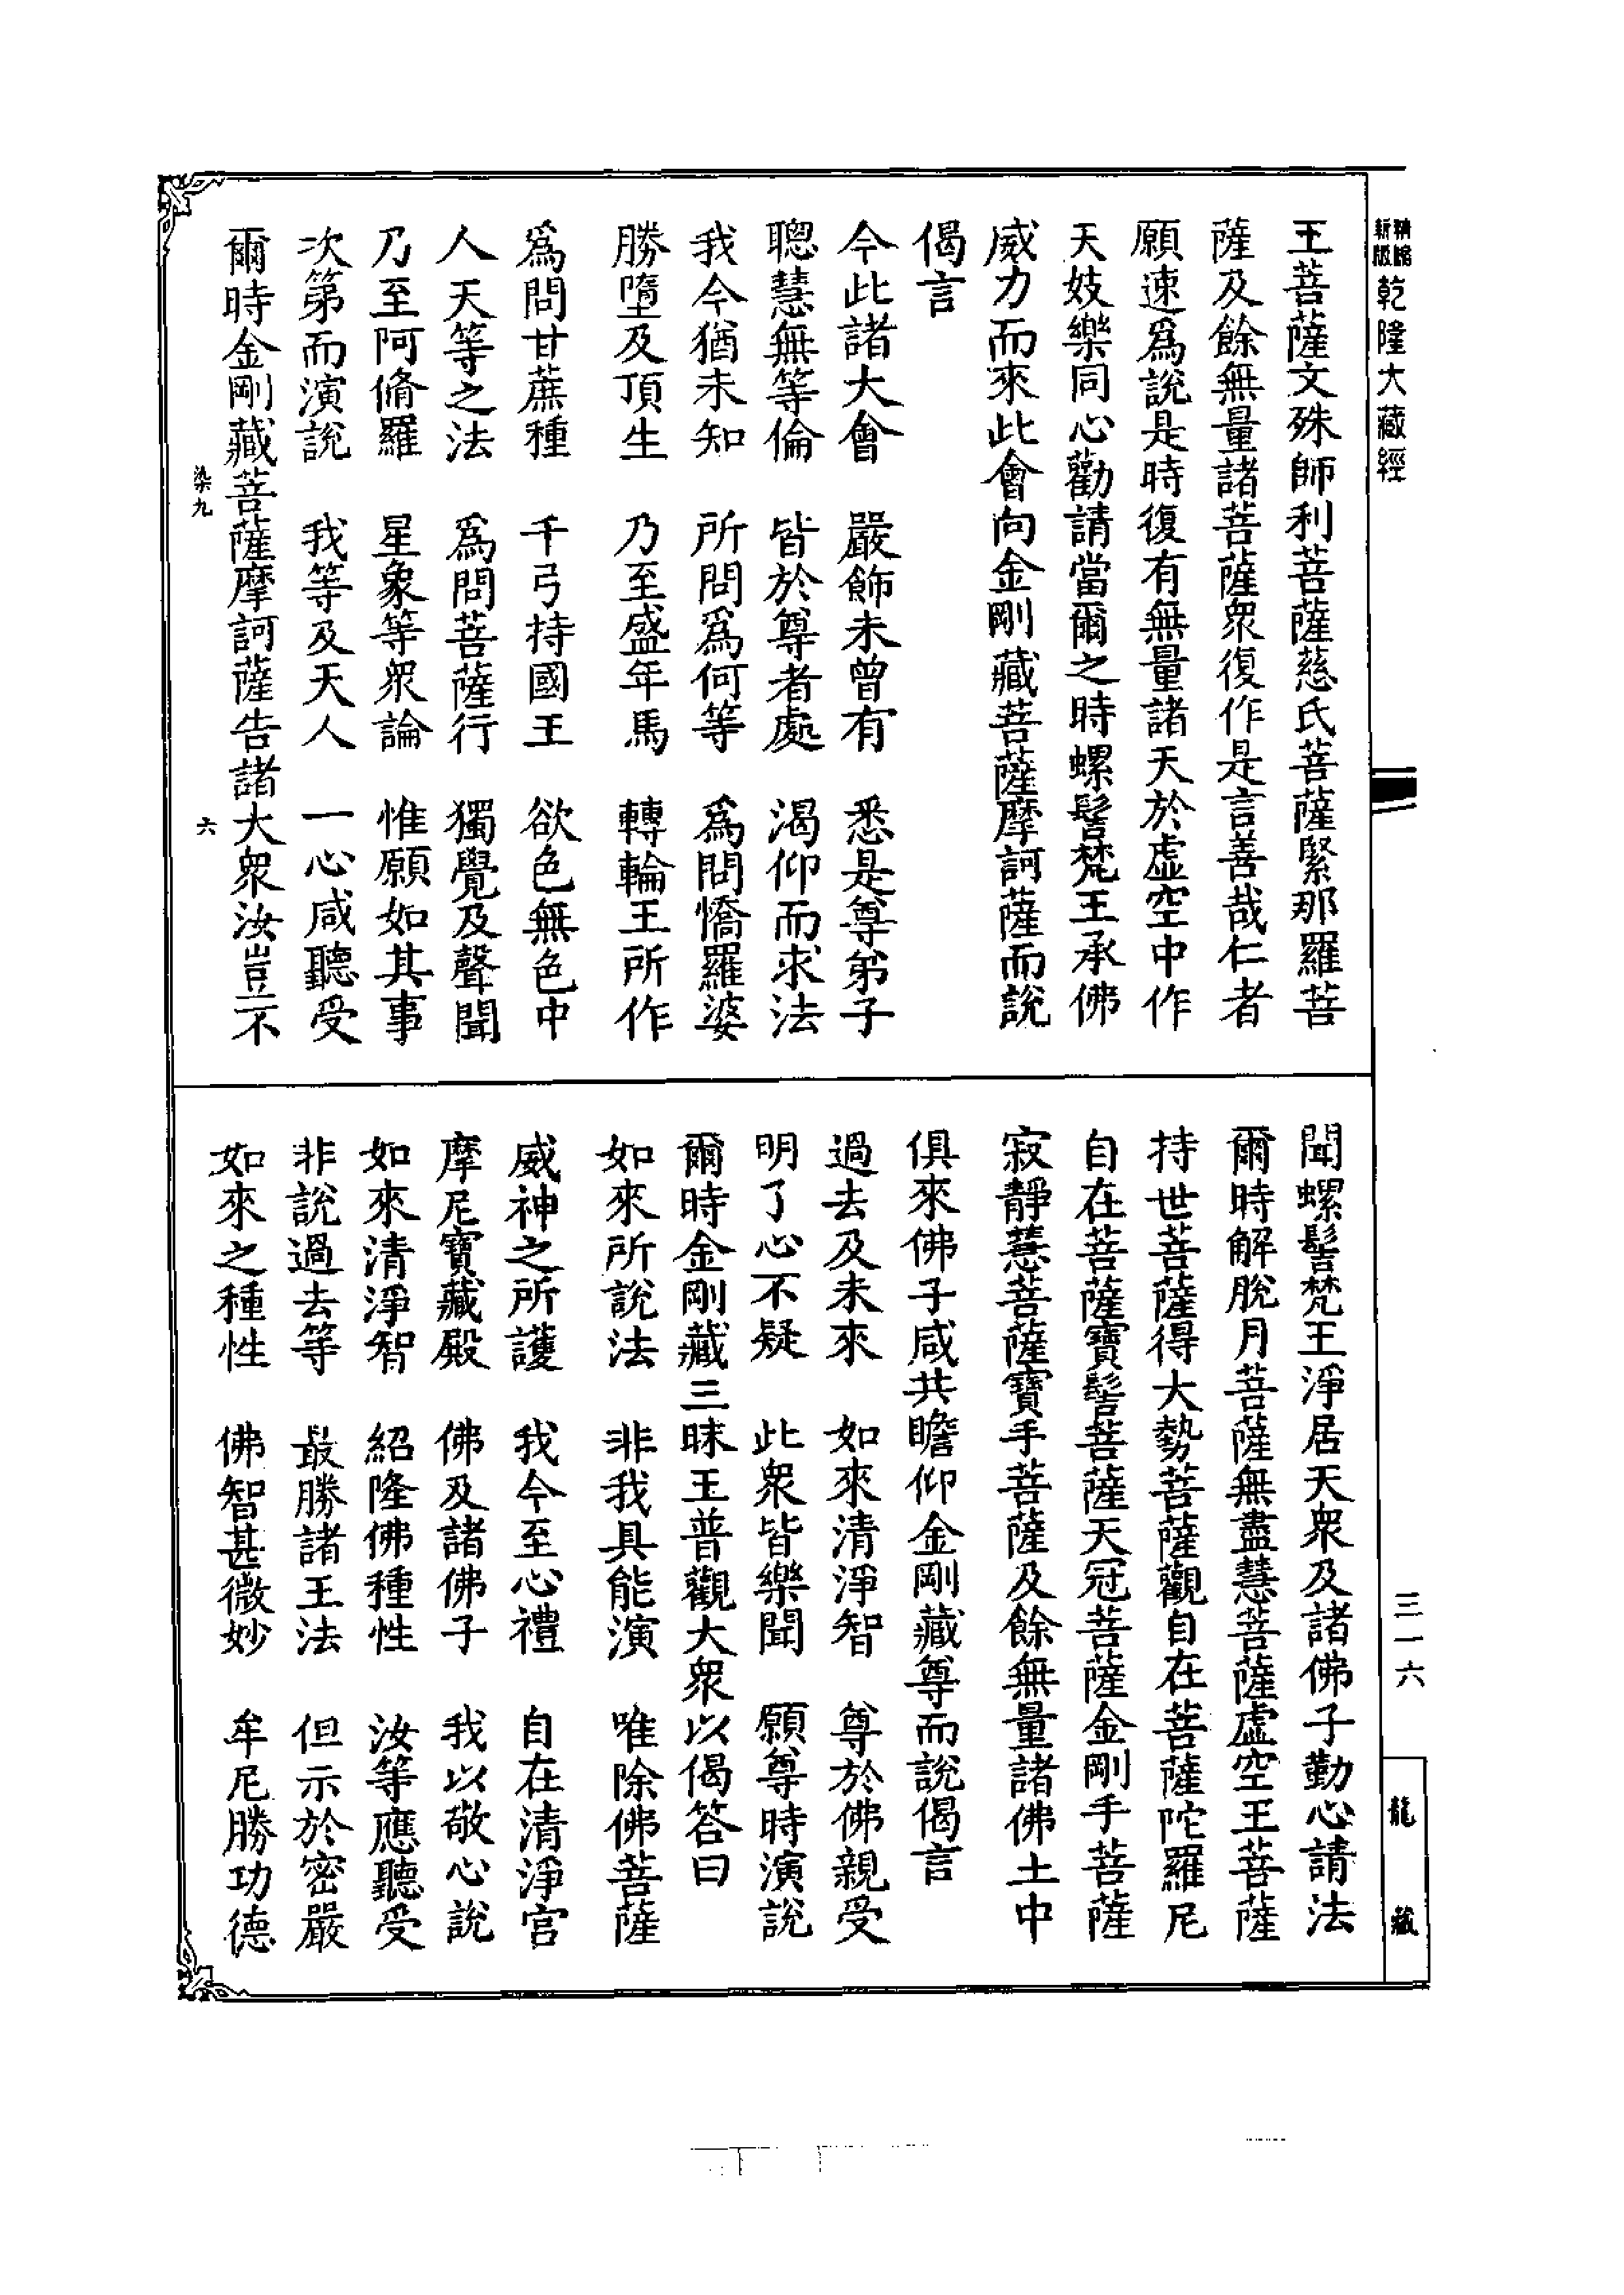 新版精縮乾隆大藏經
王菩薩文殊師利菩薩慈氏菩薩緊那羅菩
薩及餘無量諸菩薩衆復作是言善哉仁者
願速爲說是時復有無量諸天於虛空中作
天妓樂同心勸請當爾之時螺髻梵王承佛
威力而來此會向金剛藏菩薩摩訶薩而說
偈言
今此諸大會　嚴飾未曾有　悉是尊弟子
聰慧無等倫　皆於尊者處　渴仰而求法
我今猶未知　所問爲何等　爲問憍羅婆
勝墮及頂生　乃至盛年馬　轉輪王所作
爲問甘蔗種　千弓持國王　欲色無色中
人天等之法　爲問菩薩行　獨覺及聲聞
乃至阿脩羅　星象等衆論　惟願如其事
次第而演說　我等及天人　一心咸聽受
爾時金剛藏菩薩摩訶薩告諸大衆汝豈不
染九　六
聞螺髻梵王淨居天衆及諸佛子勤心請法
爾時解脫月菩薩無盡慧菩薩虛空王菩薩
持世菩薩得大勢菩薩觀自在菩薩陀羅尼
自在菩薩寶髻菩薩天冠菩薩金剛手菩薩
寂靜慧菩薩寶手菩薩及餘無量諸佛土中
俱來佛子咸共瞻仰金剛藏尊而說偈言
過去及未來　如來清淨智　尊於佛親受
明了心不疑　此衆皆樂聞　願尊時演說
爾時金剛藏三昧王普觀大衆以偈答曰
如來所說法　非我具能演　唯除佛菩薩
威神之所護　我今至心禮　自在清淨宮
摩尼寶藏殿　佛及諸佛子　我以敬心說
如來清淨智　紹隆佛種性　汝等應聽受
非說過去等　最勝諸王法　但示於密嚴
如來之種性　佛智甚微妙　牟尼勝功德
三一六
龍藏